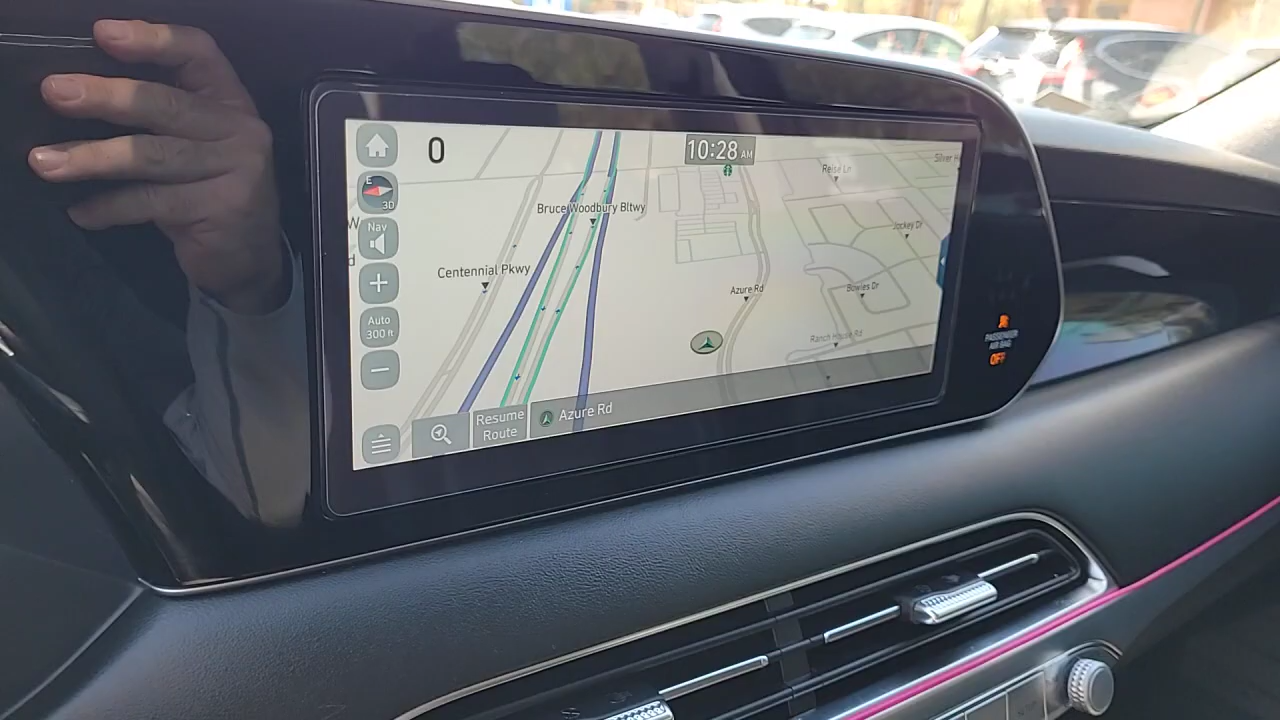 0
10:28 AM
E
3D
Nav
Auto
300 ft
Silver H
Reise Ln
Bruce Woodbury Bltwy
Jockey Dr
Centennial Pkwy
Azure Rd
Bowles Dr
Ranch House Rd
Resume
Route
Azure Rd
PASSENGER
AIR BAG
OFF